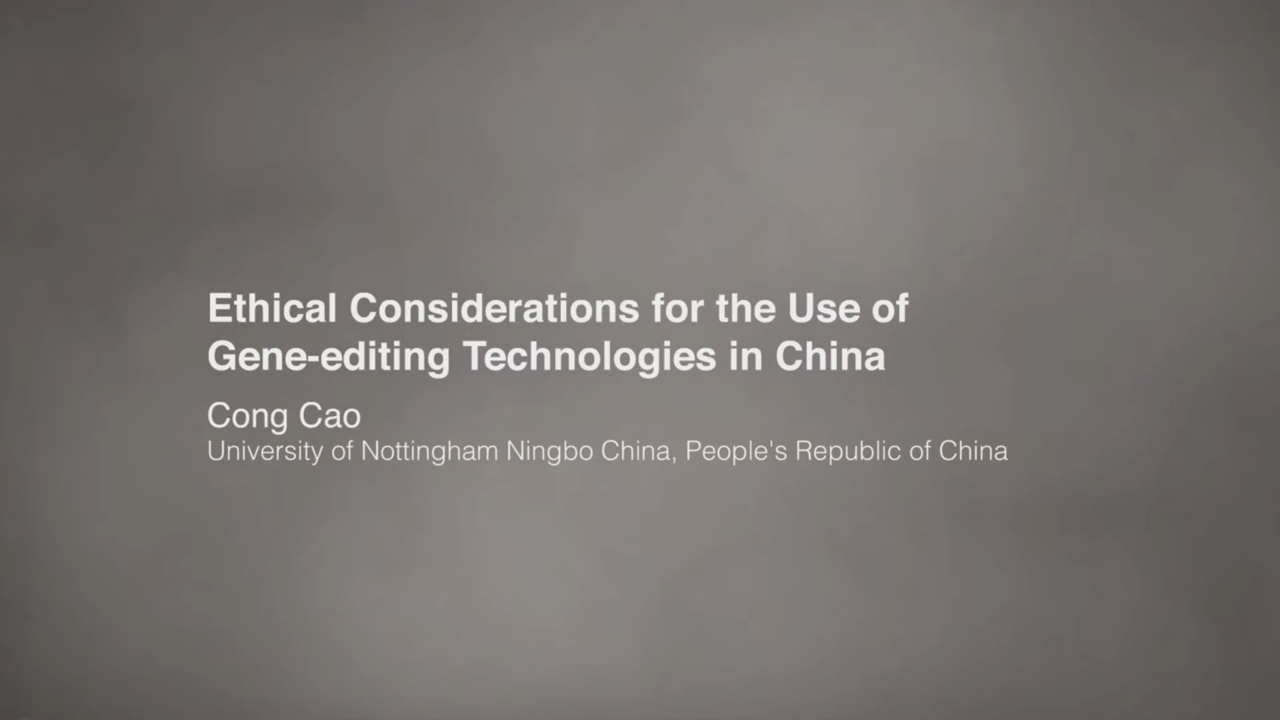 Ethical Considerations for the Use of
Gene-editing Technologies in China
Cong Cao
University of Nottingham Ningbo China, People's Republic of China